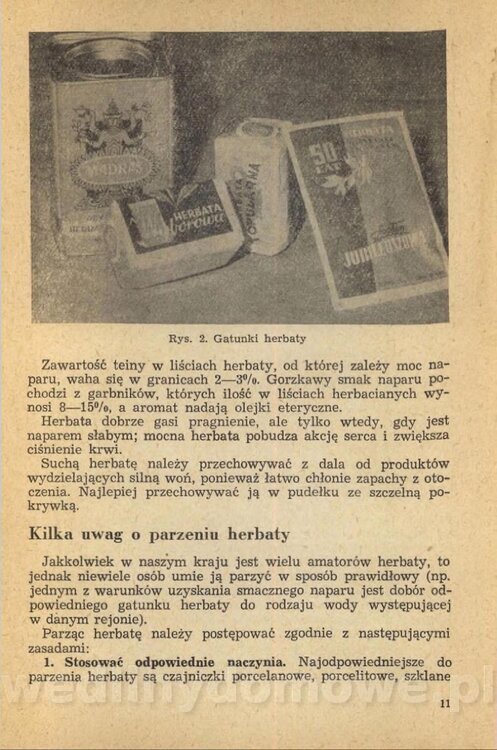 MADRAS
HERBATA
HERBATA
POPULARNA
HERBATA
50
LAT
JUBILEUSZOWA
Rys. 2. Gatunki herbaty
Zawartość teiny w liściach herbaty, od której zależy moc na-
paru, waha się w granicach 2—3%. Gorzkawy smak naparu po-
chodzi z garbników, których ilość w liściach herbacianych wy-
nosi 8—15%, a aromat nadają olejki eteryczne.
Herbata dobrze gasi pragnienie, ale tylko wtedy, gdy jest
naparem słabym; mocna herbata pobudza akcję serca i zwiększa
ciśnienie krwi.
Suchą herbatę należy przechowywać z dala od produktów
wydzielających silną woń, ponieważ łatwo chłonie zapachy z oto-
czenia. Najlepiej przechowywać ją w pudełku ze szczelną po-
krywką.
Kilka uwag o parzeniu herbaty
Jakkolwiek w naszym kraju jest wielu amatorów herbaty, to
jednak niewiele osób umie ją parzyć w sposób prawidłowy (np.
jednym z warunków uzyskania smacznego naparu jest dobór od-
powiedniego gatunku herbaty do rodzaju wody występującej
w danym rejonie).
Parząc herbatę należy postępować zgodnie z następującymi
zasadami:
1. Stosować odpowiednie naczynia. Najodpowiedniejsze do
parzenia herbaty są czajniczki porcelanowe, porcelitowe, szklane
wedlinydomowe.pl
11